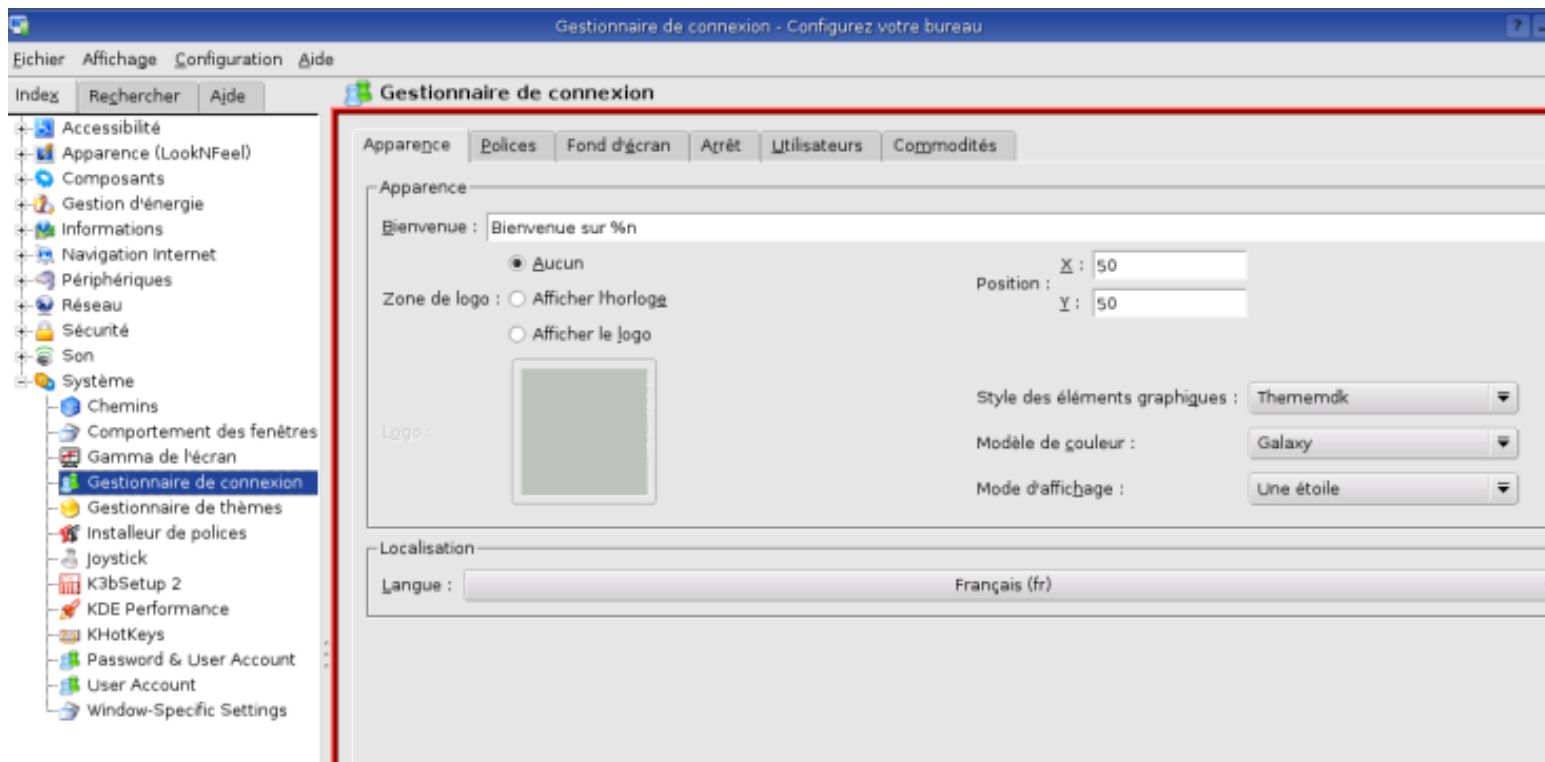 Gestionnaire de connexion - Configurez votre bureau
?
Fichier Affichage Configuration Aide
Index Rechercher Aide
Accessibilité
Apparence (LookNFeel)
Composants
Gestion d'énergie
Informations
Navigation Internet
Périphériques
Réseau
Sécurité
Son
Système
Chemins
Comportement des fenêtres
Gamma de l'écran
Gestionnaire de connexion
Gestionnaire de thèmes
Installeur de polices
Joystick
K3bSetup 2
KDE Performance
KHotKeys
Password & User Account
User Account
Window-Specific Settings
Gestionnaire de connexion
Apparence Polices Fond d'écran Arrêt Utilisateurs Commodités
Apparence
Bienvenue : Bienvenue sur %n
Zone de logo :
Aucun
Afficher l'horloge
Afficher le logo
Logo :
Position :
X : 50
Y : 50
Style des éléments graphiques : Thememdk
Modèle de couleur : Galaxy
Mode d'affichage : Une étoile
Localisation
Langue : Français (fr)